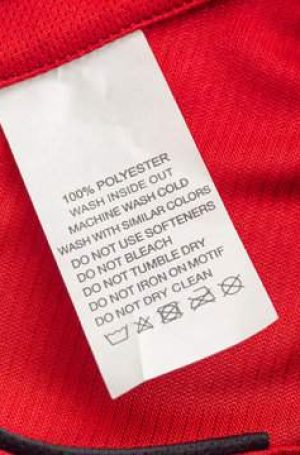 100% POLYESTER
WASH INSIDE OUT
MACHINE WASH COLD
WASH WITH SIMILAR COLORS
DO NOT USE SOFTENERS
DO NOT BLEACH
DO NOT TUMBLE DRY
DO NOT IRON ON MOTIF
DO NOT DRY CLEAN